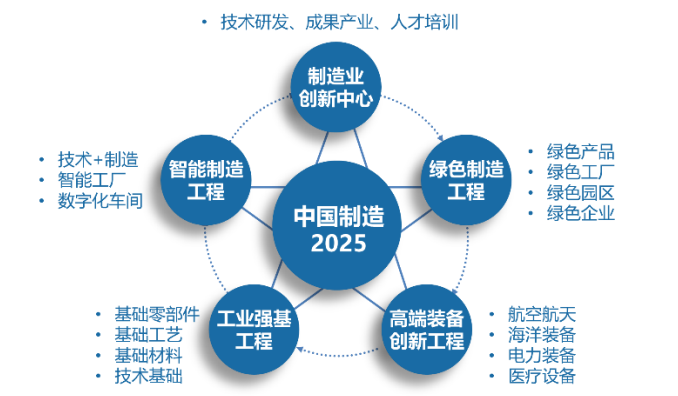 • 技术研发、成果产业、人才培训
制造业
创新中心
智能制造
工程
• 技术+制造
• 智能工厂
• 数字化车间
绿色制造
工程
• 绿色产品
• 绿色工厂
• 绿色园区
• 绿色企业
中国制造
2025
工业强基
工程
• 基础零部件
• 基础工艺
• 基础材料
• 技术基础
高端装备
创新工程
• 航空航天
• 海洋装备
• 电力装备
• 医疗设备